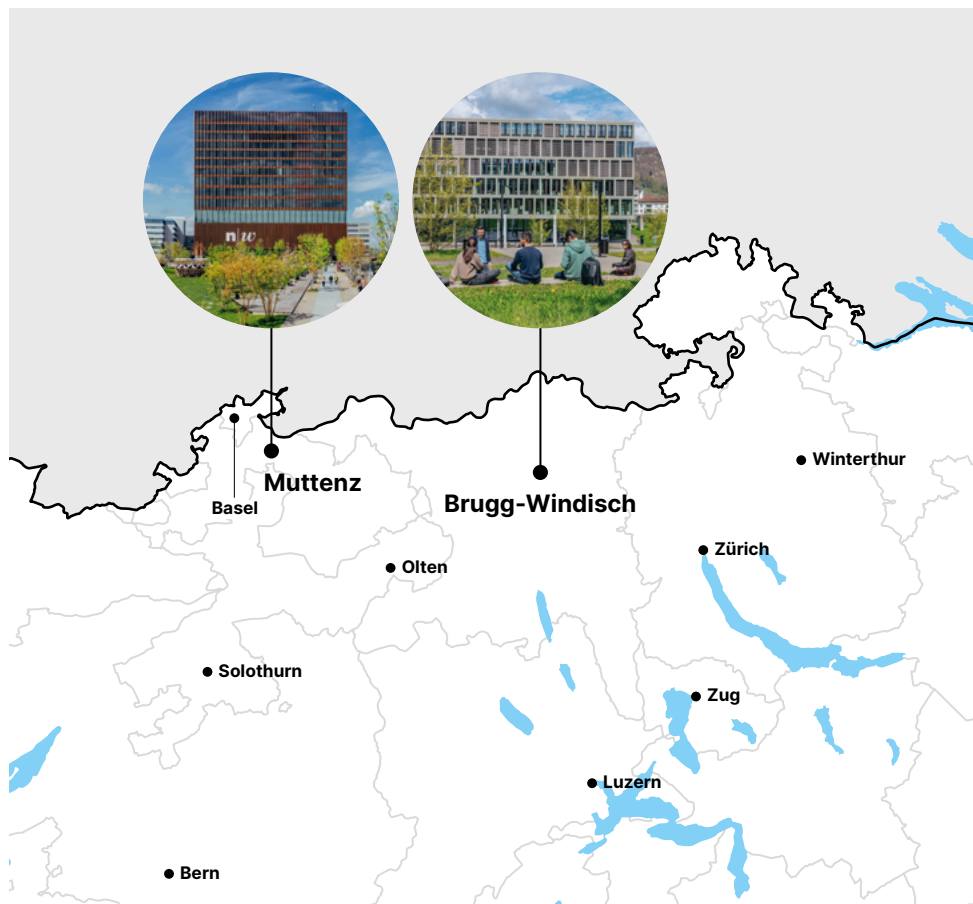 n|w
Muttenz
Basel
Brugg-Windisch
Winterthur
Zürich
Olten
Solothurn
Zug
Luzern
Bern